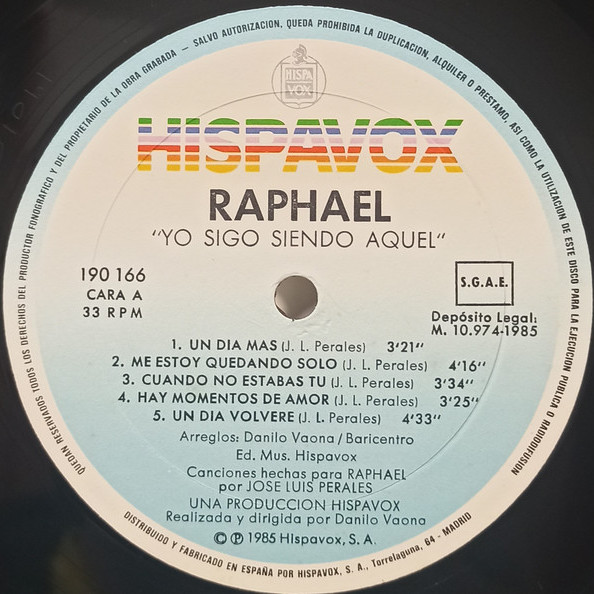 QUEDAN RESERVADOS TODOS LOS DERECHOS DEL PRODUCTOR FONOGRAFICO Y DEL PROPIETARIO DE LA OBRA GRABADA — SALVO AUTORIZACION, QUEDA PROHIBIDA LA DUPLICACION, ALQUILER O PRESTAMO, ASI COMO LA UTILIZACION DE ESTE DISCO PARA LA EJECUCION PUBLICA O RADIODIFUSION
HISPA
VOX
HISPAVOX
RAPHAEL
"YO SIGO SIENDO AQUEL"
190 166
CARA A
33 RPM
S.G.A.E.
Depósito Legal:
M. 10.974-1985
1. UN DIA MAS (J. L. Perales) 3'21"
2. ME ESTOY QUEDANDO SOLO (J. L. Perales) 4'16"
3. CUANDO NO ESTABAS TU (J. L. Perales) 3'34"
4. HAY MOMENTOS DE AMOR (J. L. Perales) 3'25"
5. UN DIA VOLVERE (J. L. Perales) 4'33"
Arreglos: Danilo Vaona / Baricentro
Ed. Mus. Hispavox
Canciones hechas para RAPHAEL
por JOSE LUIS PERALES
UNA PRODUCCION HISPAVOX
Realizada y dirigida por Danilo Vaona
© ℗ 1985 Hispavox, S. A.
DISTRIBUIDO Y FABRICADO EN ESPAÑA POR HISPAVOX, S. A., Torrelaguna, 64 - MADRID